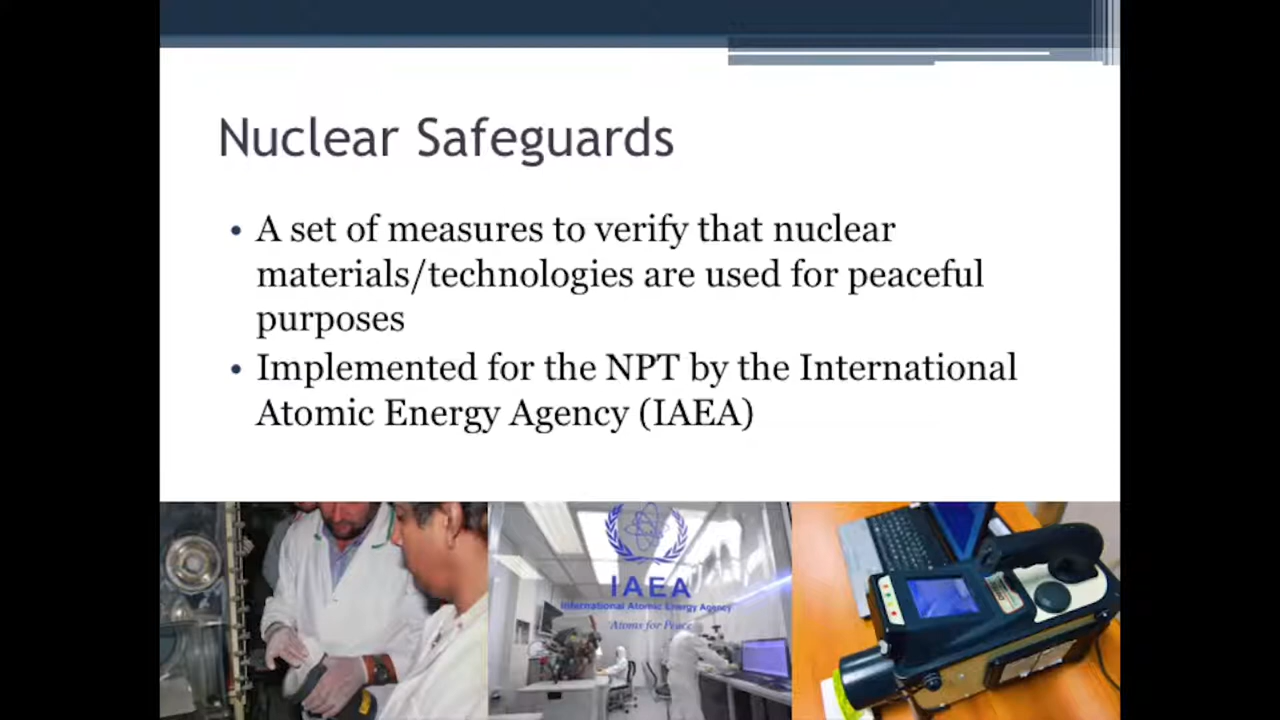 Nuclear Safeguards
• A set of measures to verify that nuclear
materials/technologies are used for peaceful
purposes
• Implemented for the NPT by the International
Atomic Energy Agency (IAEA)
IAEA
International Atomic Energy Agency
Atoms for Peace